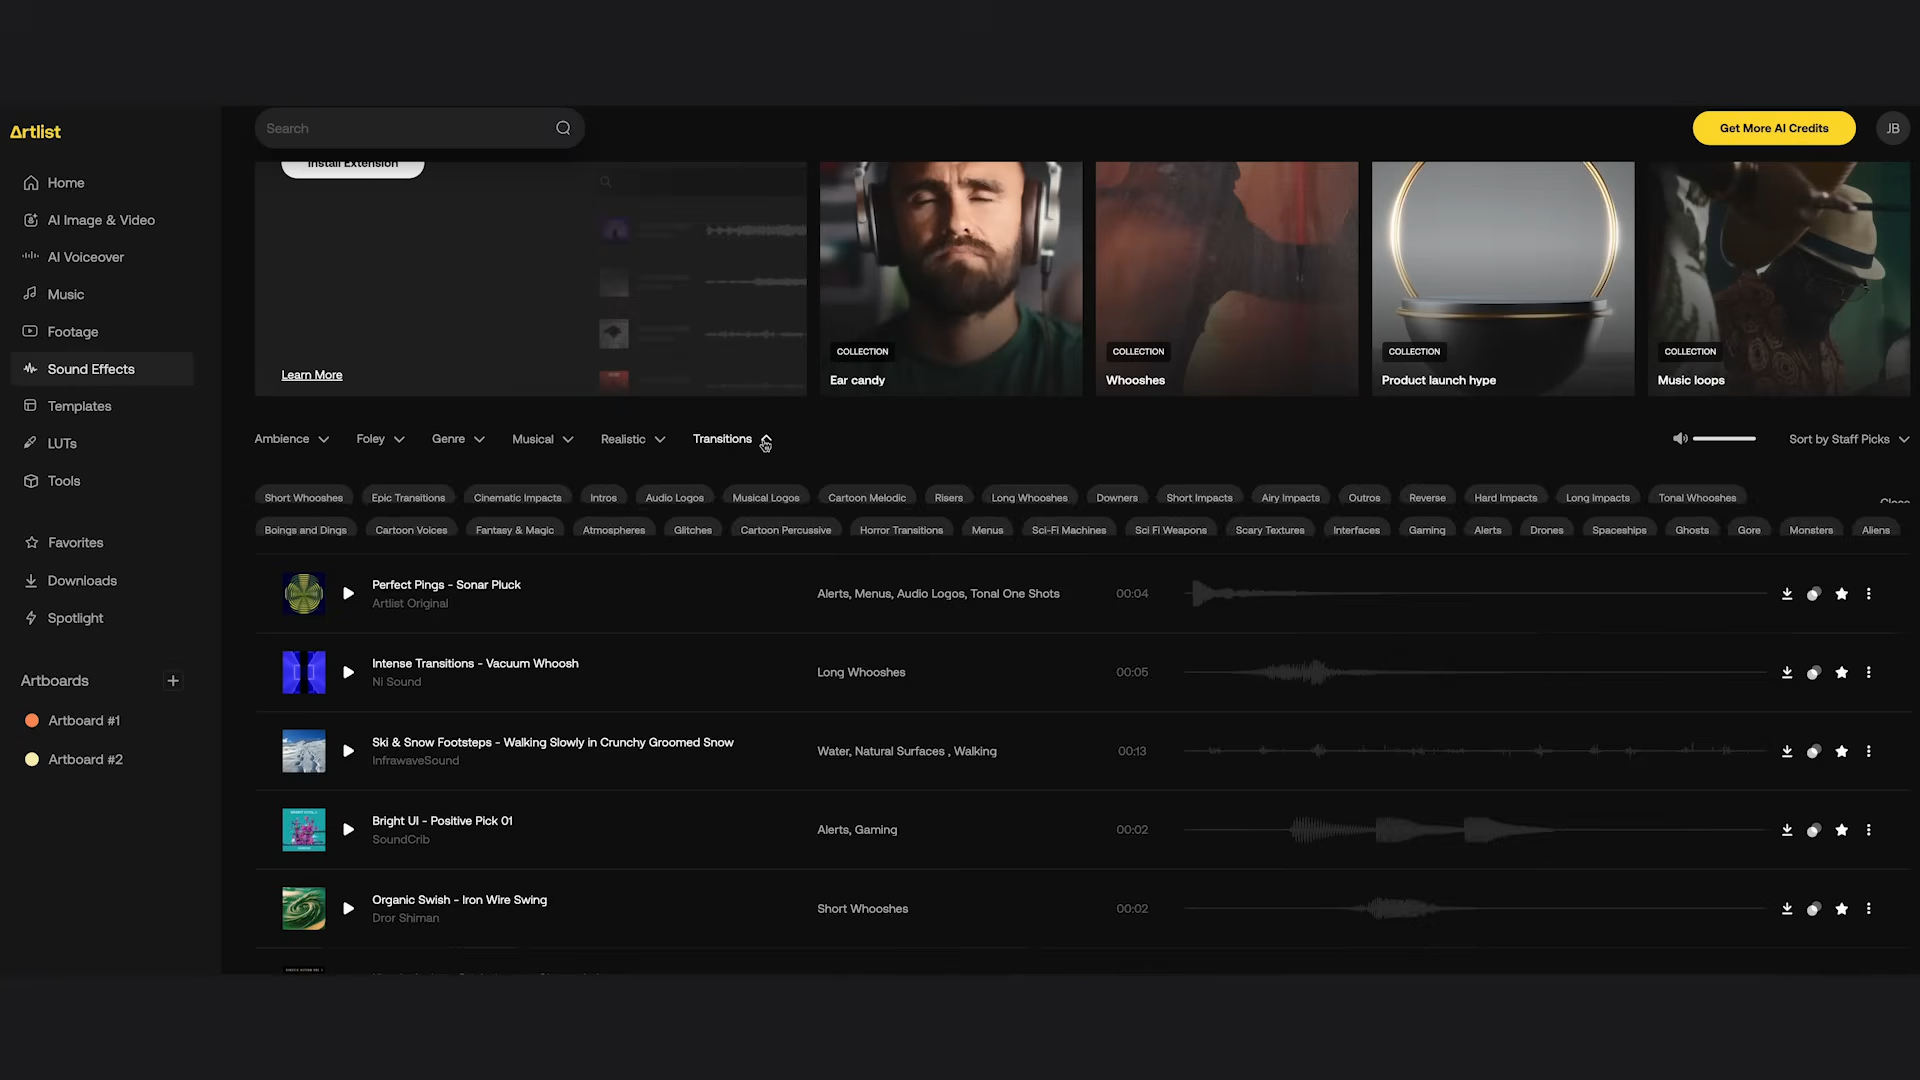 Artlist
Search
Get More AI Credits
JB
Home
AI Image & Video
AI Voiceover
Music
Footage
Sound Effects
Templates
LUTs
Tools
Favorites
Downloads
Spotlight
Artboards
Artboard #1
Artboard #2
Install Extension
Learn More
COLLECTION
Ear candy
COLLECTION
Whooshes
COLLECTION
Product launch hype
COLLECTION
Music loops
Ambience
Foley
Genre
Musical
Realistic
Transitions
Sort by Staff Picks
Short Whooshes Epic Transitions Cinematic Impacts Intros Audio Logos Musical Logos Cartoon Melodic Risers Long Whooshes Downers Short Impacts Airy Impacts Outros Reverse Hard Impacts Long Impacts Tonal Whooshes
Close
Boings and Dings Cartoon Voices Fantasy & Magic Atmospheres Glitches Cartoon Percussive Horror Transitions Menus Sci-Fi Machines Sci Fi Weapons Scary Textures Interfaces Gaming Alerts Drones Spaceships Ghosts Gore Monsters Aliens
Perfect Pings - Sonar Pluck
Artlist Original
Alerts, Menus, Audio Logos, Tonal One Shots
00:04
Intense Transitions - Vacuum Whoosh
Ni Sound
Long Whooshes
00:05
Ski & Snow Footsteps - Walking Slowly in Crunchy Groomed Snow
InfrawaveSound
Water, Natural Surfaces , Walking
00:13
Bright UI - Positive Pick 01
SoundCrib
Alerts, Gaming
00:02
Organic Swish - Iron Wire Swing
Dror Shiman
Short Whooshes
00:02